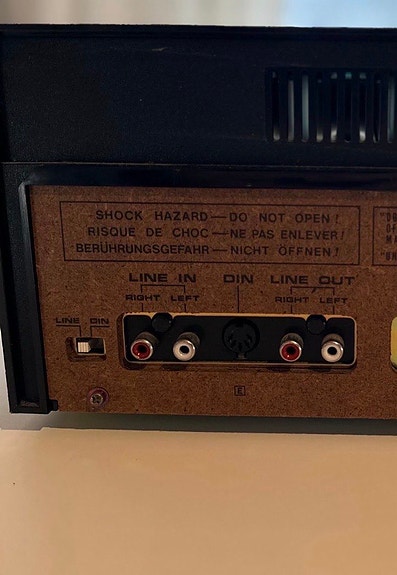 SHOCK HAZARD — DO NOT OPEN!
RISQUE DE CHOC — NE PAS ENLEVER!
BERÜHRUNGSGEFAHR — NICHT ÖFFNEN!
LINE IN DIN LINE OUT
RIGHT LEFT RIGHT LEFT
LINE DIN
E